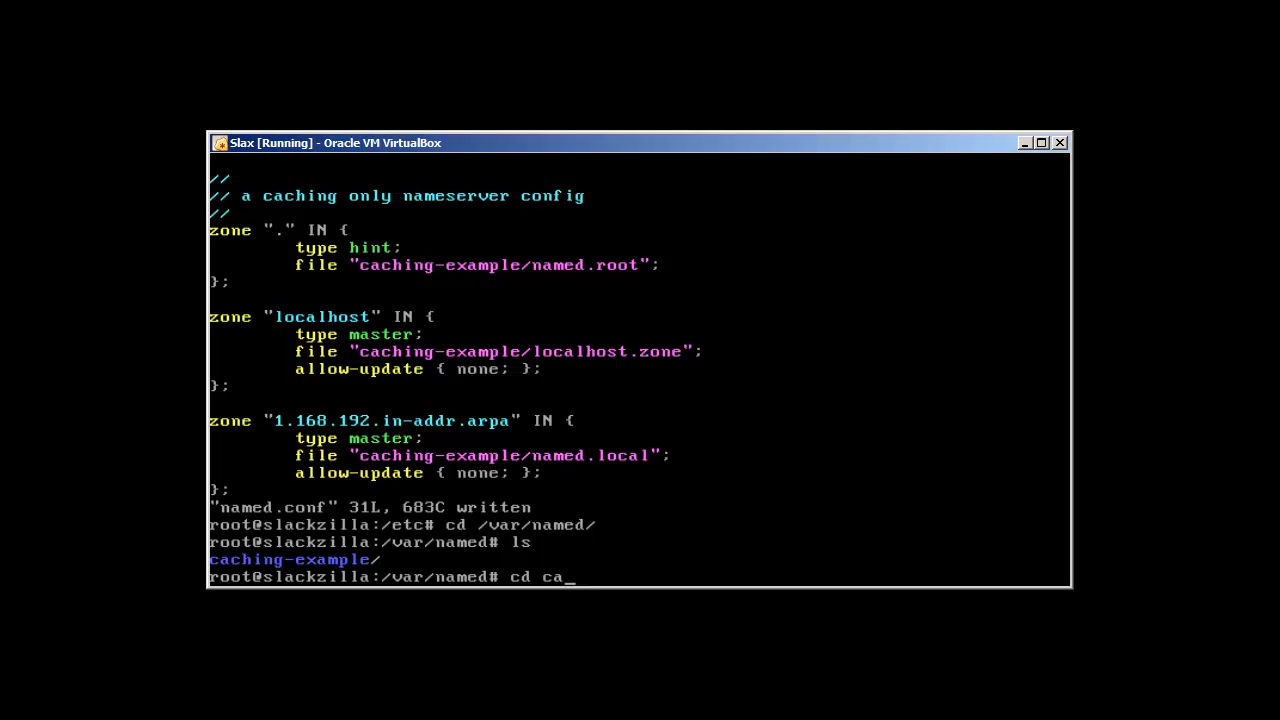 Slax [Running] - Oracle VM VirtualBox
//
// a caching only nameserver config
//
zone "." IN {
        type hint;
        file "caching-example/named.root";
};
zone "localhost" IN {
        type master;
        file "caching-example/localhost.zone";
        allow-update { none; };
};
zone "1.168.192.in-addr.arpa" IN {
        type master;
        file "caching-example/named.local";
        allow-update { none; };
};
"named.conf" 31L, 683C written
root@slackzilla:/etc# cd /var/named/
root@slackzilla:/var/named# ls
caching-example/
root@slackzilla:/var/named# cd ca_